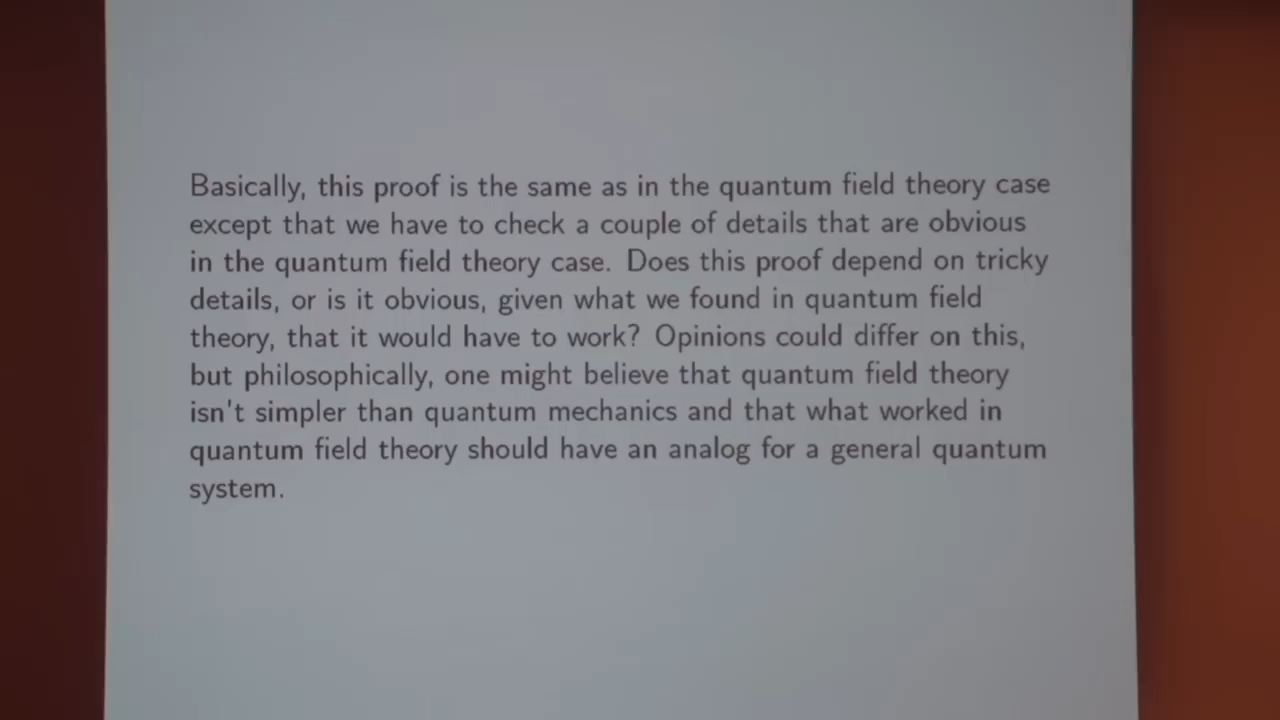 Basically, this proof is the same as in the quantum field theory case
except that we have to check a couple of details that are obvious
in the quantum field theory case. Does this proof depend on tricky
details, or is it obvious, given what we found in quantum field
theory, that it would have to work? Opinions could differ on this,
but philosophically, one might believe that quantum field theory
isn't simpler than quantum mechanics and that what worked in
quantum field theory should have an analog for a general quantum
system.